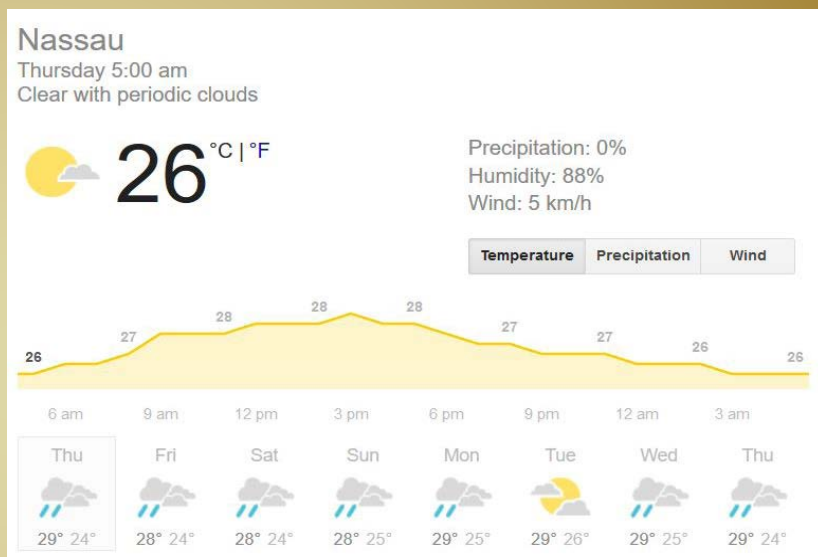 Nassau
Thursday 5:00 am
Clear with periodic clouds
26 °C | °F
Precipitation: 0%
Humidity: 88%
Wind: 5 km/h
Temperature Precipitation Wind
26 27 28 28 28 27 27 26 26
6 am 9 am 12 pm 3 pm 6 pm 9 pm 12 am 3 am
Thu Fri Sat Sun Mon Tue Wed Thu
29° 24° 28° 24° 28° 24° 28° 25° 29° 25° 29° 26° 29° 25° 29° 24°